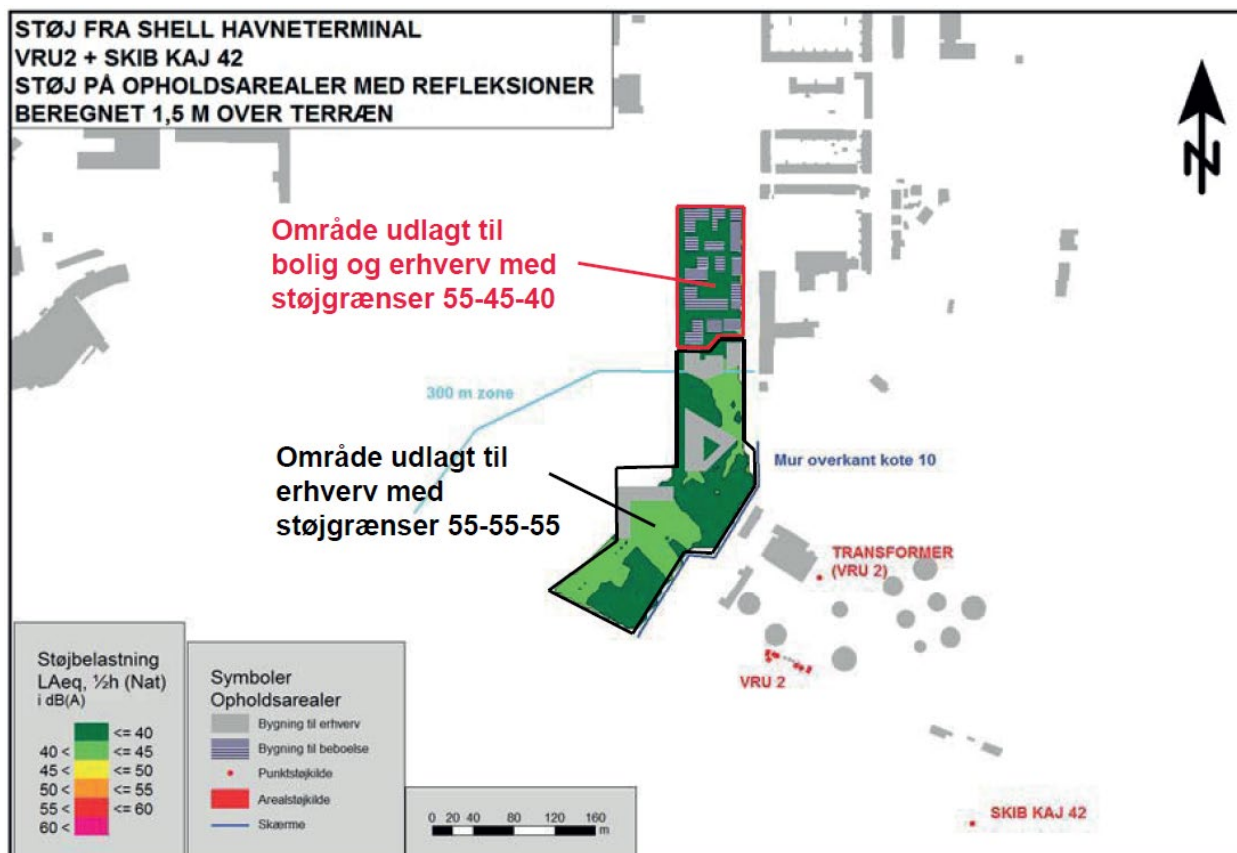 STØJ FRA SHELL HAVNETERMINAL
VRU2 + SKIB KAJ 42
STØJ PÅ OPHOLDSAREALER MED REFLEKSIONER
BEREGNET 1,5 M OVER TERRÆN
N
Område udlagt til
bolig og erhverv med
støjgrænser 55-45-40
300 m zone
Område udlagt til
erhverv med
støjgrænser 55-55-55
Mur overkant kote 10
TRANSFORMER
(VRU 2)
VRU 2
SKIB KAJ 42
Støjbelastning
LAeq, ½h (Nat)
i dB(A)
<= 40
40 < <= 45
45 < <= 50
50 < <= 55
55 < <= 60
60 <
Symboler
Opholdsarealer
Bygning til erhverv
Bygning til beboelse
Punktstøjkilde
Arealstøjkilde
Skærme
0 20 40 80 120 160
m